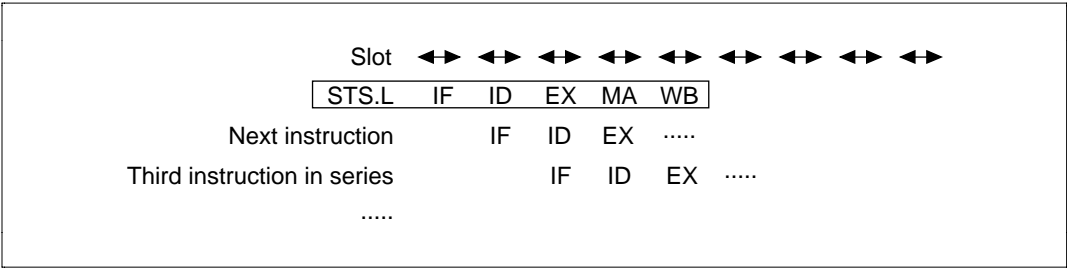 Slot
STS.L IF ID EX MA WB
Next instruction IF ID EX .....
Third instruction in series IF ID EX .....
.....